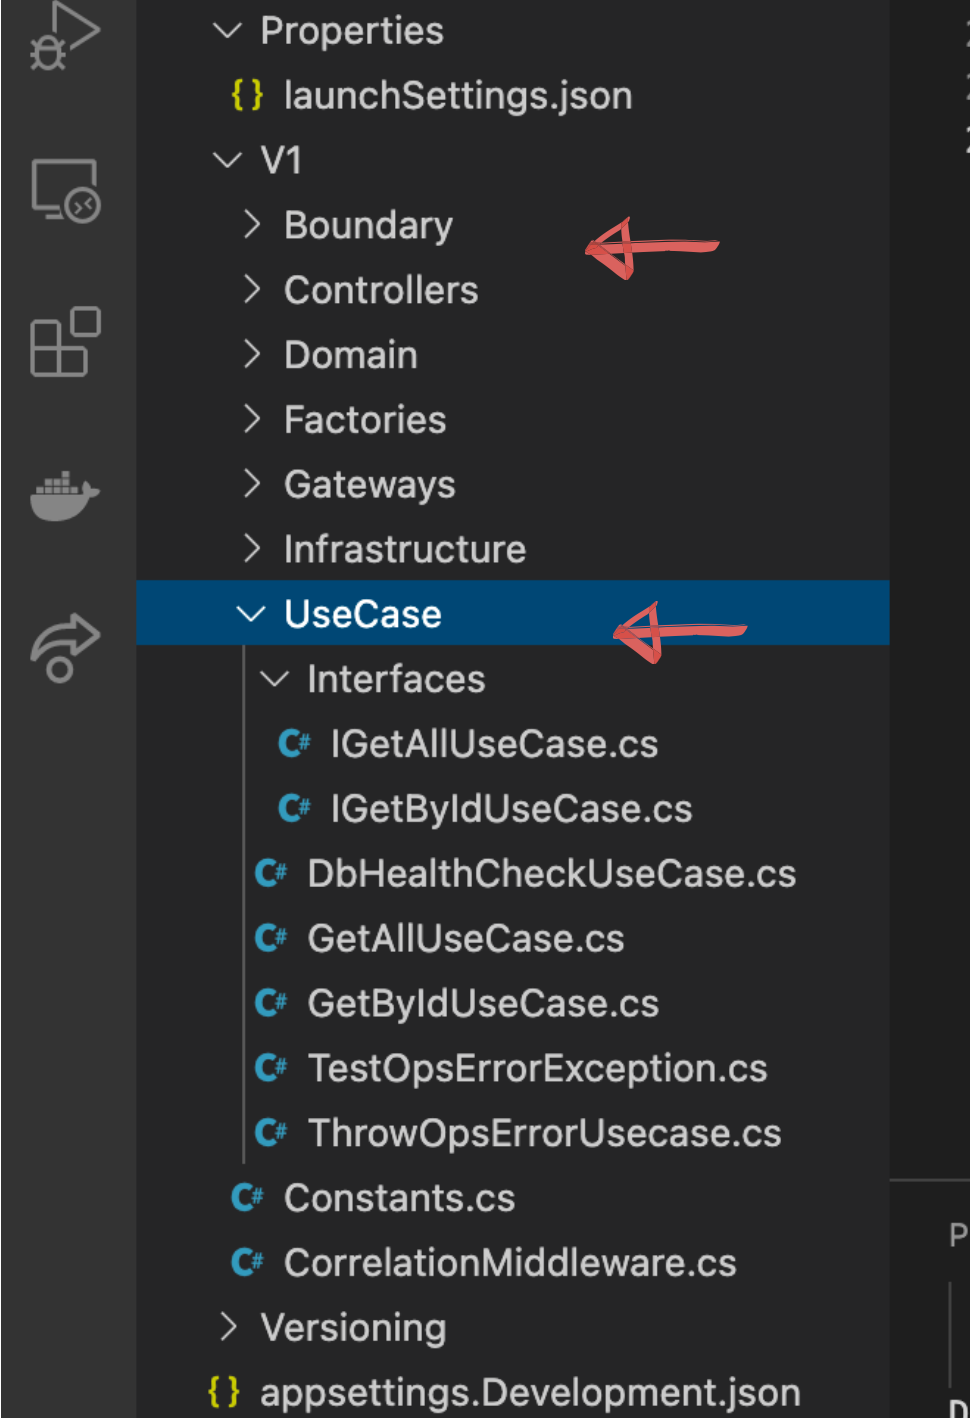 Properties
{} launchSettings.json
V1
Boundary
Controllers
Domain
Factories
Gateways
Infrastructure
UseCase
Interfaces
C# IGetAllUseCase.cs
C# IGetByIdUseCase.cs
C# DbHealthCheckUseCase.cs
C# GetAllUseCase.cs
C# GetByIdUseCase.cs
C# TestOpsErrorException.cs
C# ThrowOpsErrorUsecase.cs
C# Constants.cs
C# CorrelationMiddleware.cs
P
Versioning
{} appsettings.Development.json
D